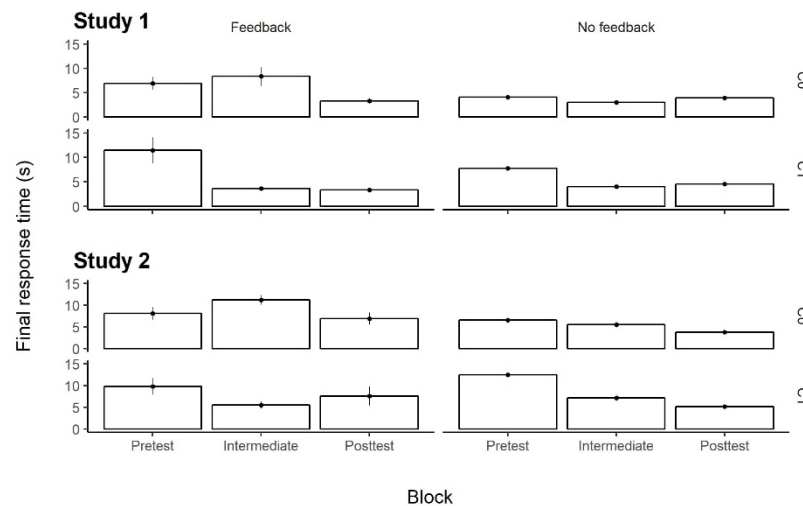 Study 1
Feedback
No feedback
15
10
5
0
15
10
5
0
Final response time (s)
Study 2
15
10
5
0
15
10
5
0
Pretest
Intermediate
Posttest
Pretest
Intermediate
Posttest
Block